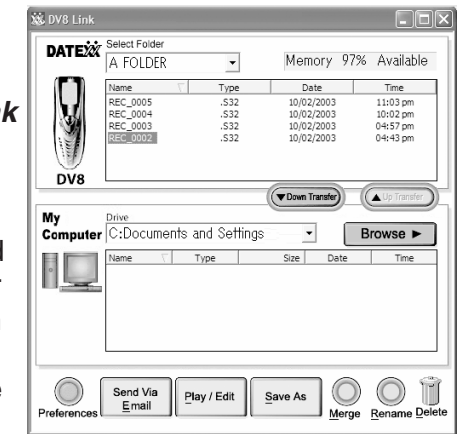 DV8 Link
DATEXX
Select Folder
A FOLDER
Memory 97% Available
Name Type Date Time
REC_0005 .S32 10/02/2003 11:03 pm
REC_0004 .S32 10/02/2003 10:02 pm
REC_0003 .S32 10/02/2003 04:57 pm
REC_0002 .S32 10/02/2003 04:43 pm
DV8
Down Transfer
Up Transfer
My Computer
Drive
C:Documents and Settings
Browse
Name Type Size Date Time
Preferences
Send Via Email
Play / Edit
Save As
Merge
Rename
Delete